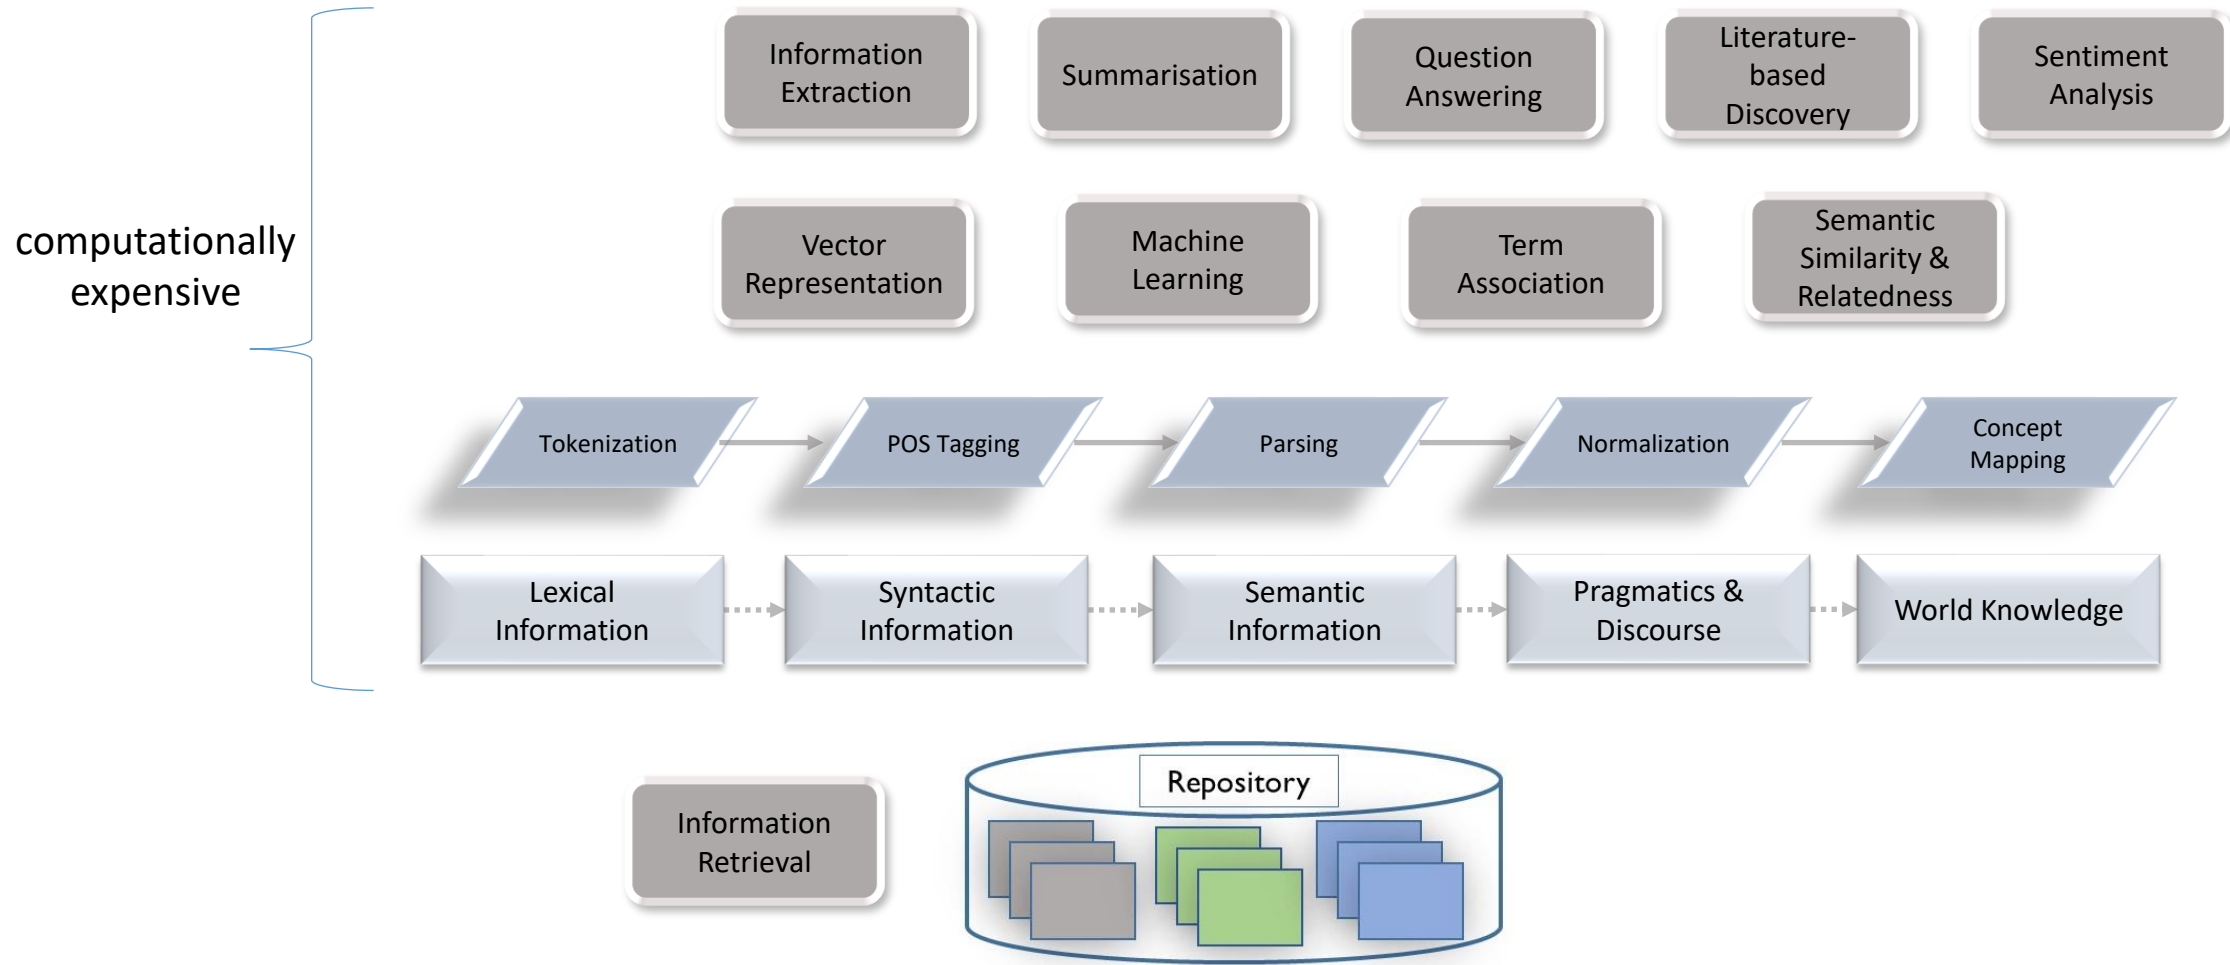 Information
Extraction
Summarisation
Question
Answering
Literature-
based
Discovery
Sentiment
Analysis
computationally
expensive
Vector
Representation
Machine
Learning
Term
Association
Semantic
Similarity &
Relatedness
Tokenization
POS Tagging
Parsing
Normalization
Concept
Mapping
Lexical
Information
Syntactic
Information
Semantic
Information
Pragmatics &
Discourse
World Knowledge
Information
Retrieval
Repository